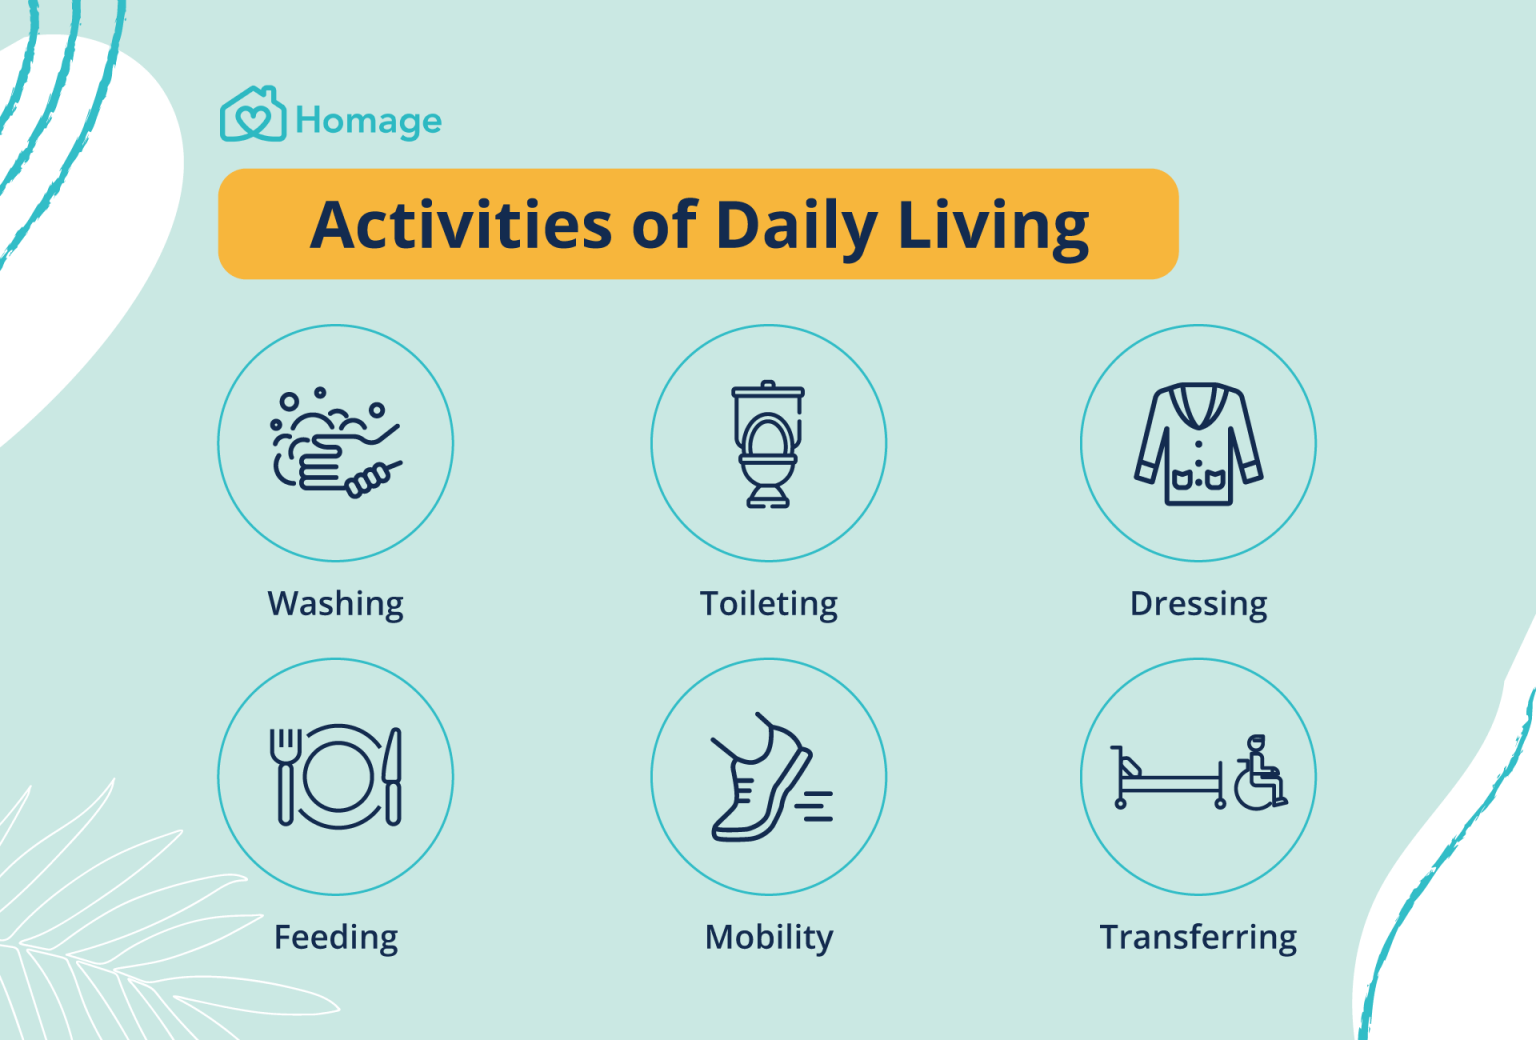 Homage
Activities of Daily Living
Washing
Toileting
Dressing
Feeding
Mobility
Transferring